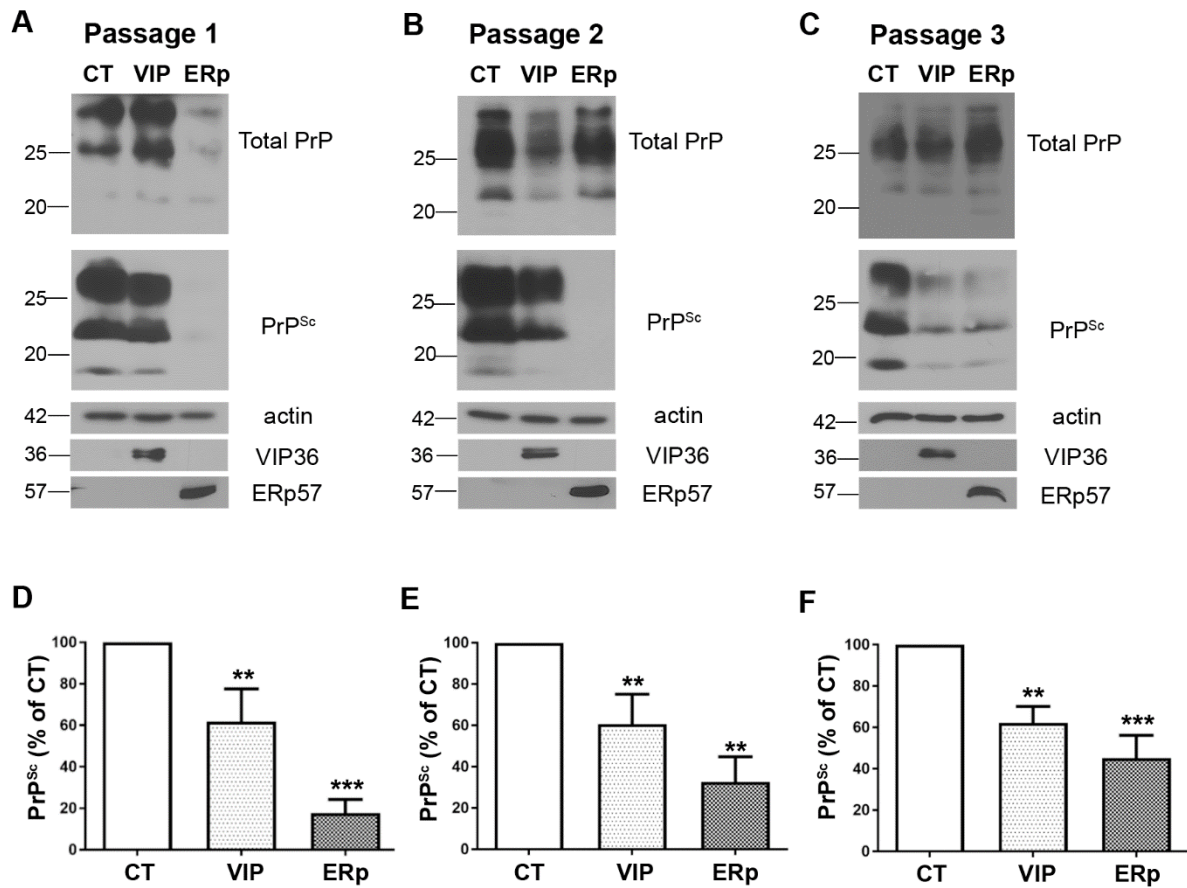 A Passage 1
CT VIP ERp
25
20
Total PrP
25
20
PrPSc
42 actin
36 VIP36
57 ERp57
B Passage 2
CT VIP ERp
25
20
Total PrP
25
20
PrPSc
42 actin
36 VIP36
57 ERp57
C Passage 3
CT VIP ERp
25
20
Total PrP
25
20
PrPSc
42 actin
36 VIP36
57 ERp57
D
PrPSc (% of CT)
100
80
60
40
20
0
**
***
CT VIP ERp
E
PrPSc (% of CT)
100
80
60
40
20
0
**
**
CT VIP ERp
F
PrPSc (% of CT)
100
80
60
40
20
0
**
***
CT VIP ERp